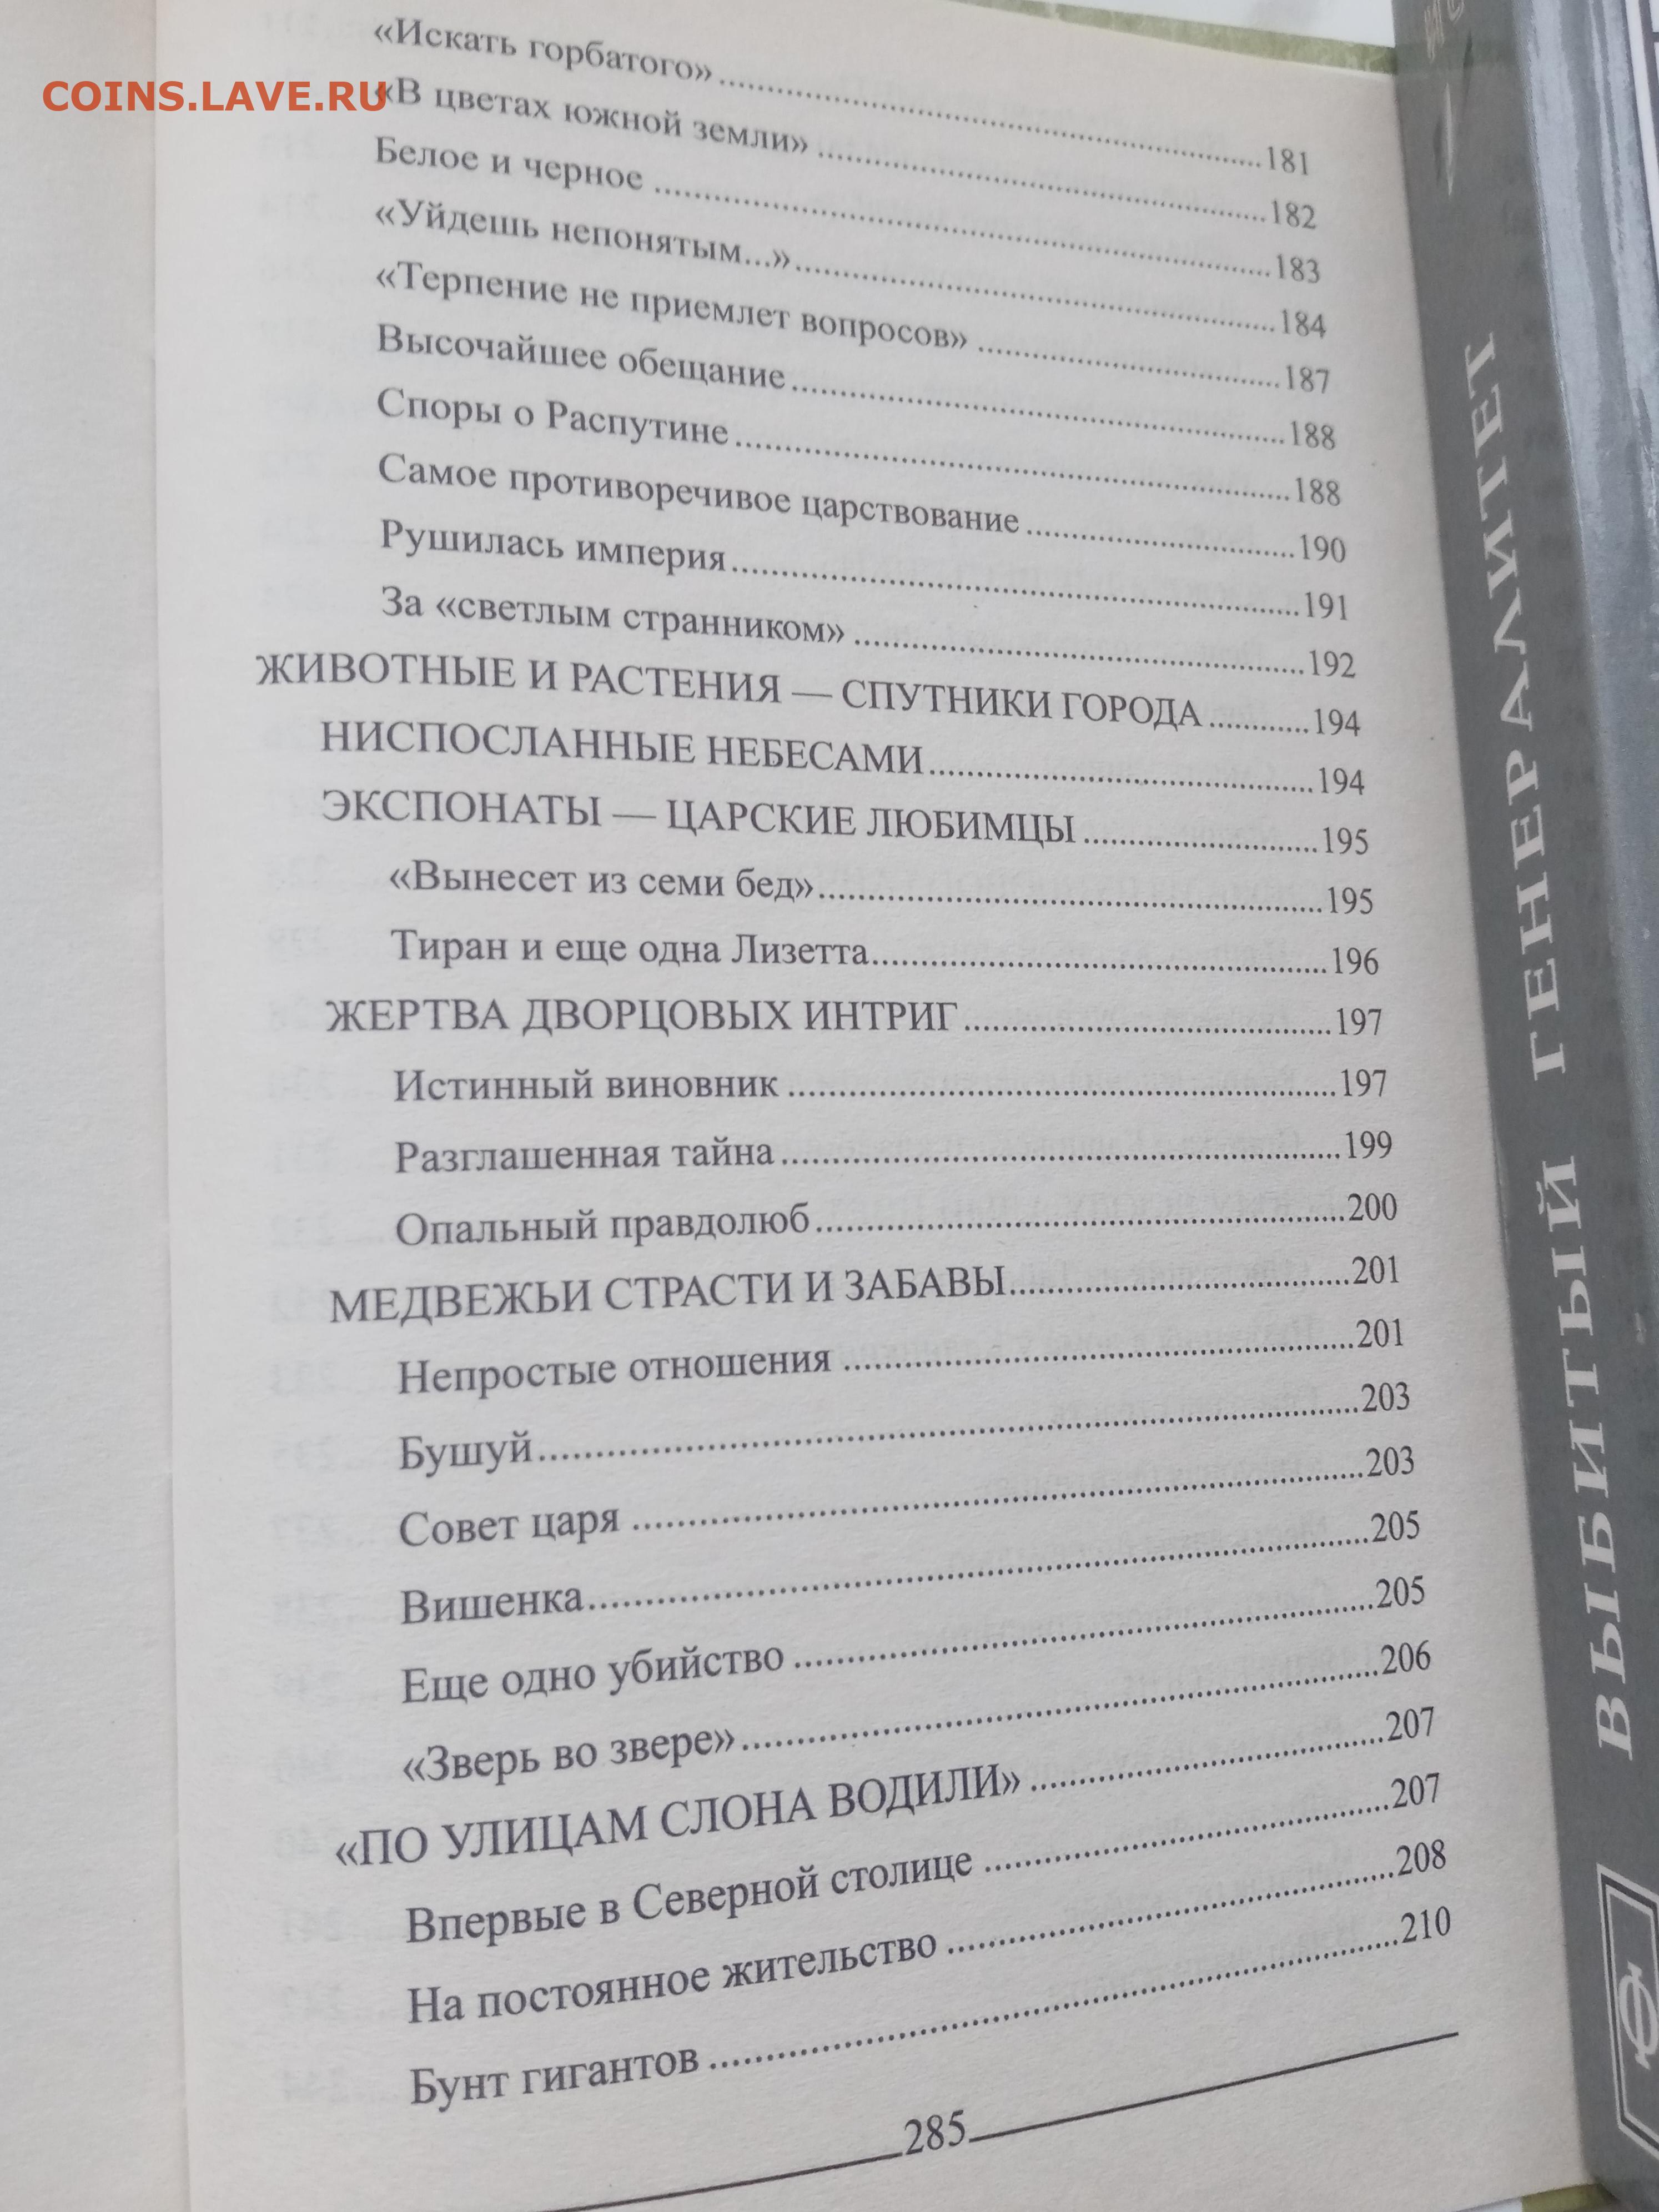 COINS.LAVE.RU
«Искать горбатого»..........181
«В цветах южной земли»..........182
Белое и черное..........183
«Уйдешь непонятым...»..........184
«Терпение не приемлет вопросов»..........187
Высочайшее обещание..........188
Споры о Распутине..........188
Самое противоречивое царствование..........190
Рушилась империя..........191
За «светлым странником»..........192
ЖИВОТНЫЕ И РАСТЕНИЯ — СПУТНИКИ ГОРОДА..........194
НИСПОСЛАННЫЕ НЕБЕСАМИ..........194
ЭКСПОНАТЫ — ЦАРСКИЕ ЛЮБИМЦЫ..........195
«Вынесет из семи бед»..........195
Тиран и еще одна Лизетта..........196
ЖЕРТВА ДВОРЦОВЫХ ИНТРИГ..........197
Истинный виновник..........197
Разглашенная тайна..........199
Опальный правдолюб..........200
МЕДВЕЖЬИ СТРАСТИ И ЗАБАВЫ..........201
Непростые отношения..........201
Бушуй..........203
Совет царя..........203
Вишенка..........205
Еще одно убийство..........205
«Зверь во звере»..........206
«ПО УЛИЦАМ СЛОНА ВОДИЛИ»..........207
Впервые в Северной столице..........207
На постоянное жительство..........208
Бунт гигантов..........210
285
ВЫБИТЫЙ ГЕНЕРАЛИТЕТ